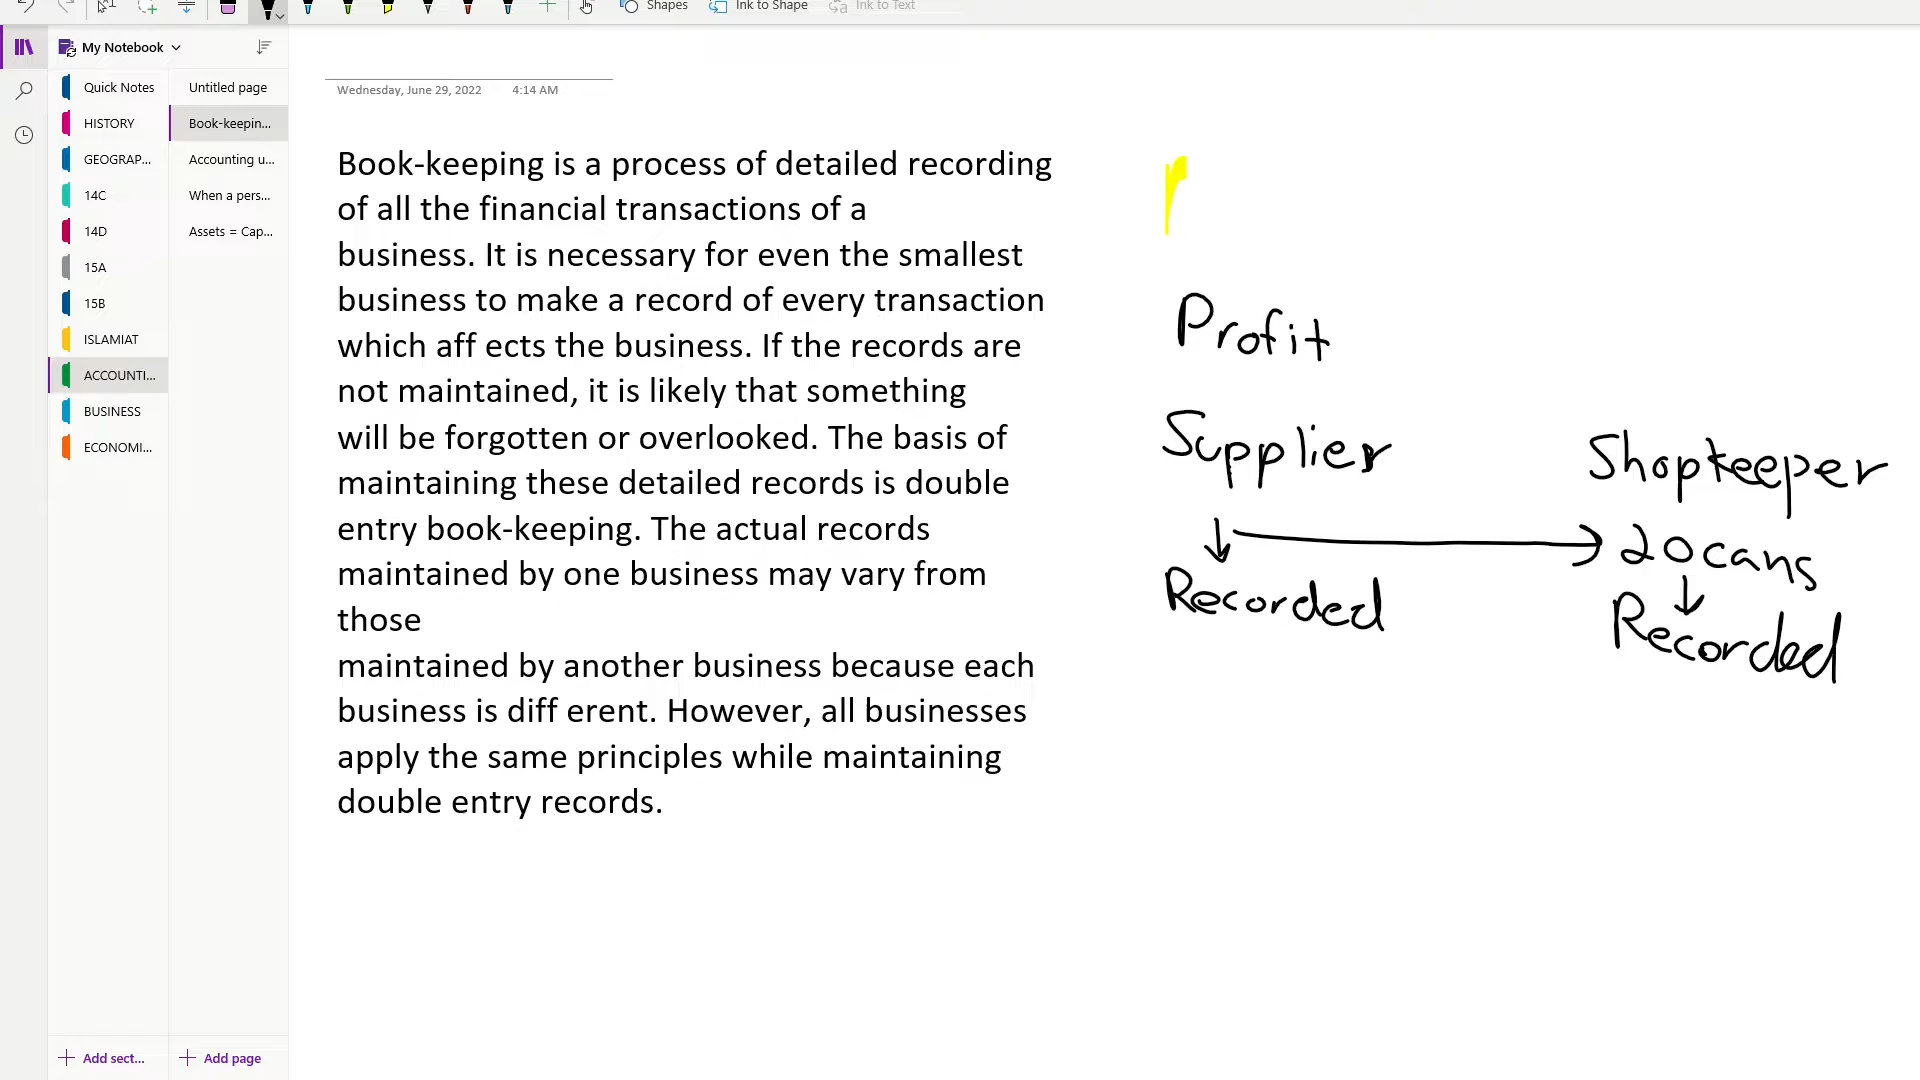 Shapes
Ink to Shape
Ink to Text
My Notebook
Quick Notes
HISTORY
GEOGRAP...
14C
14D
15A
15B
ISLAMIAT
ACCOUNTI...
BUSINESS
ECONOMI...
Add sect...
Untitled page
Book-keepin...
Accounting u...
When a pers...
Assets = Cap...
Add page
Wednesday, June 29, 2022 4:14 AM
Book-keeping is a process of detailed recording
of all the financial transactions of a
business. It is necessary for even the smallest
business to make a record of every transaction
which aff ects the business. If the records are
not maintained, it is likely that something
will be forgotten or overlooked. The basis of
maintaining these detailed records is double
entry book-keeping. The actual records
maintained by one business may vary from
those
maintained by another business because each
business is diff erent. However, all businesses
apply the same principles while maintaining
double entry records.
Profit
Supplier
Recorded
Shopkeeper
20cans
Recorded